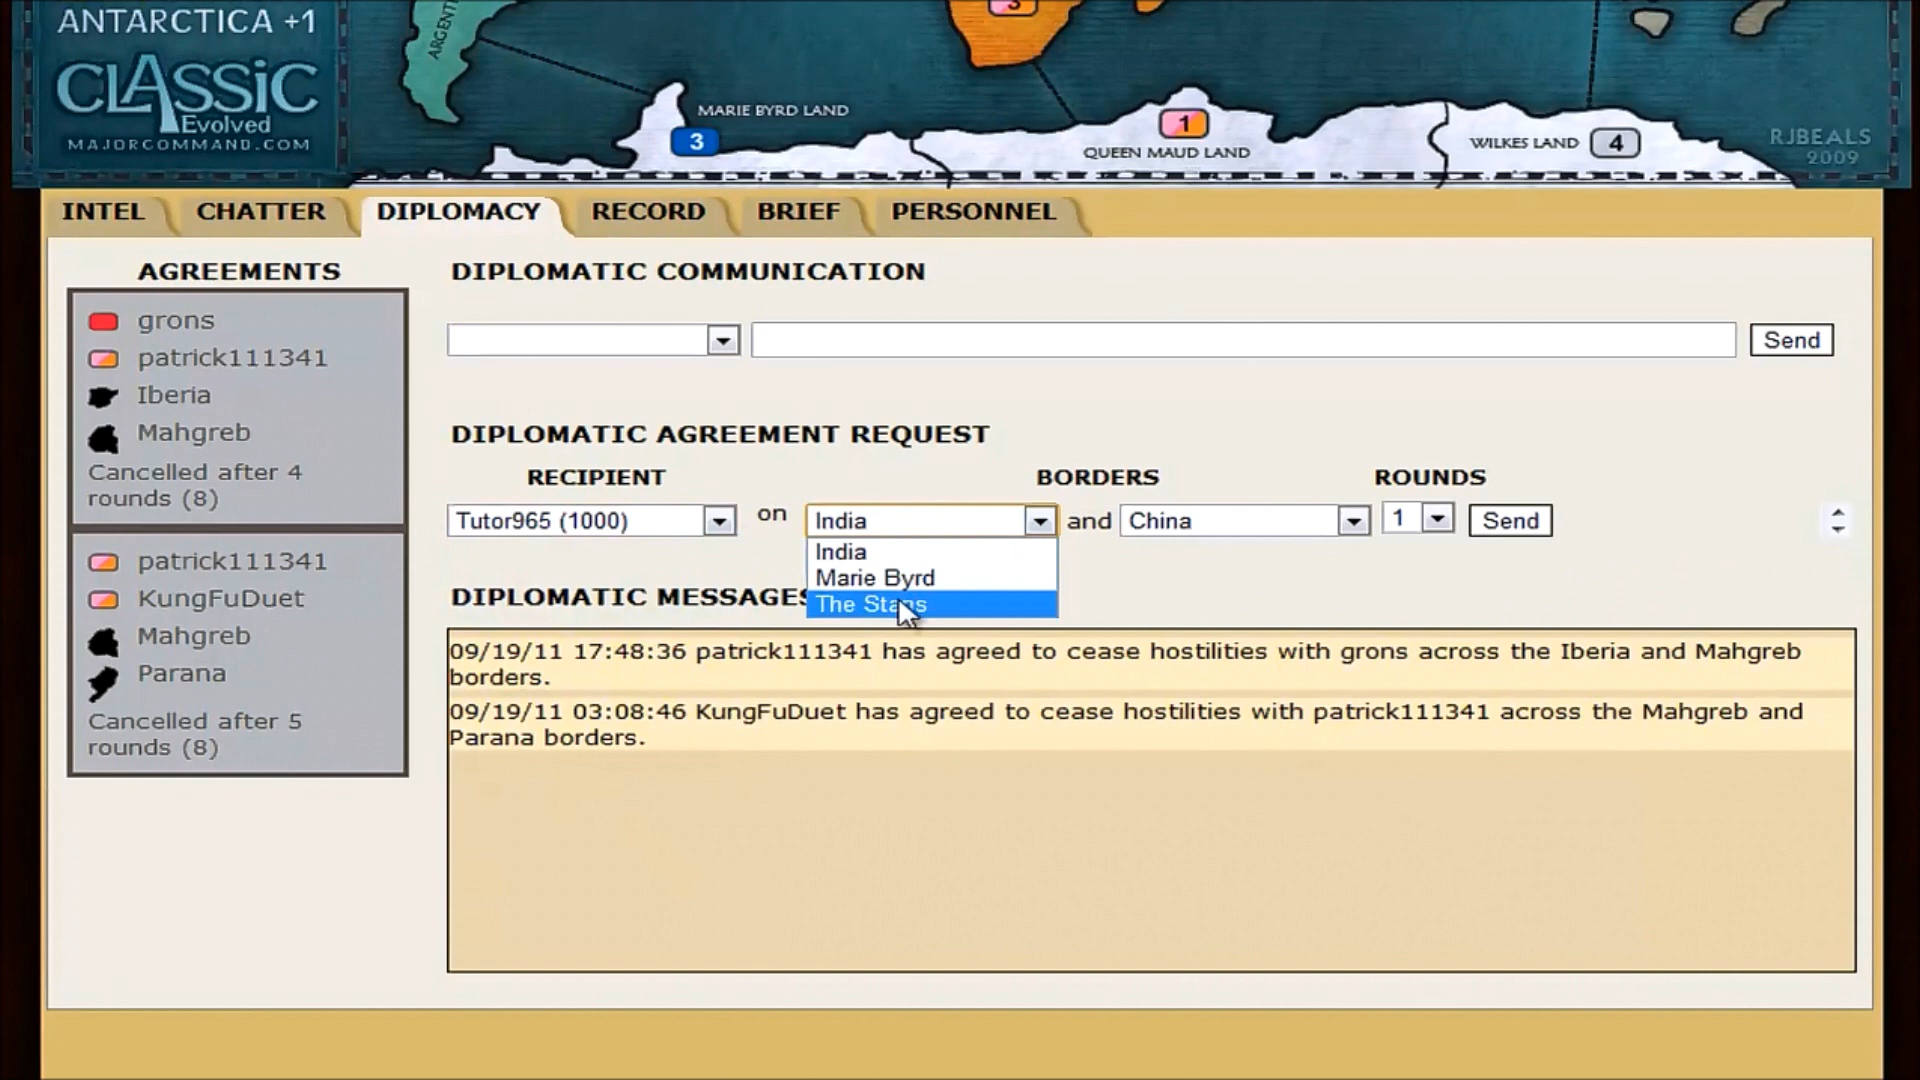 ANTARCTICA +1
CLASSiC
Evolved
MAJORCOMMAND.COM
ARGENT
3
MARIE BYRD LAND
3
1
QUEEN MAUD LAND
WILKES LAND 4
RJBEALS
2009
INTEL CHATTER DIPLOMACY RECORD BRIEF PERSONNEL
AGREEMENTS
grons
patrick111341
Iberia
Mahgreb
Cancelled after 4
rounds (8)
patrick111341
KungFuDuet
Mahgreb
Parana
Cancelled after 5
rounds (8)
DIPLOMATIC COMMUNICATION
Send
DIPLOMATIC AGREEMENT REQUEST
RECIPIENT BORDERS ROUNDS
Tutor965 (1000) on India and China 1 Send
India
Marie Byrd
The Stans
DIPLOMATIC MESSAGES
09/19/11 17:48:36 patrick111341 has agreed to cease hostilities with grons across the Iberia and Mahgreb
borders.
09/19/11 03:08:46 KungFuDuet has agreed to cease hostilities with patrick111341 across the Mahgreb and
Parana borders.